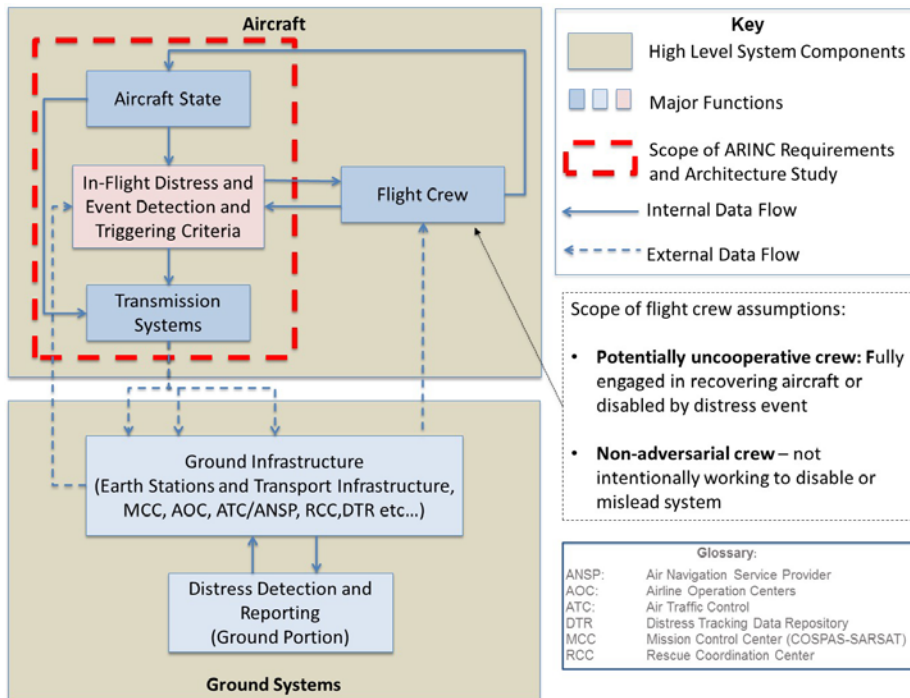 Aircraft
Aircraft State
In-Flight Distress and
Event Detection and
Triggering Criteria
Flight Crew
Transmission
Systems
Ground Infrastructure
(Earth Stations and Transport Infrastructure,
MCC, AOC, ATC/ANSP, RCC,DTR etc...)
Distress Detection and
Reporting
(Ground Portion)
Ground Systems
Key
High Level System Components
Major Functions
Scope of ARINC Requirements
and Architecture Study
Internal Data Flow
External Data Flow
Scope of flight crew assumptions:
• Potentially uncooperative crew: Fully
engaged in recovering aircraft or
disabled by distress event
• Non-adversarial crew – not
intentionally working to disable or
mislead system
Glossary:
ANSP: Air Navigation Service Provider
AOC: Airline Operation Centers
ATC: Air Traffic Control
DTR Distress Tracking Data Repository
MCC Mission Control Center (COSPAS-SARSAT)
RCC Rescue Coordination Center